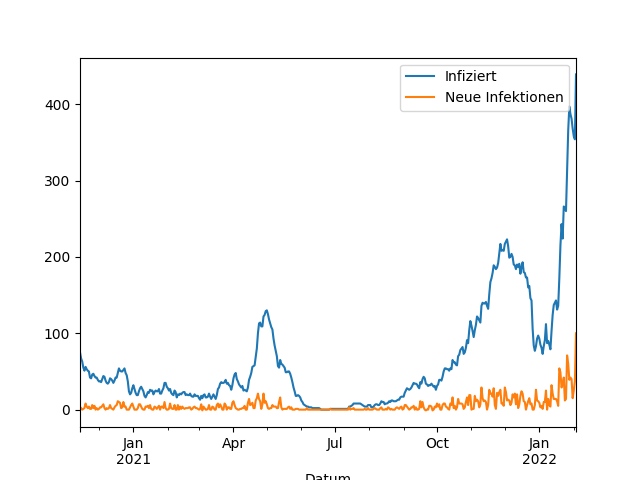 Infiziert
Neue Infektionen
400
300
200
100
0
Jan
2021
Apr
Jul
Oct
Jan
2022
Datum